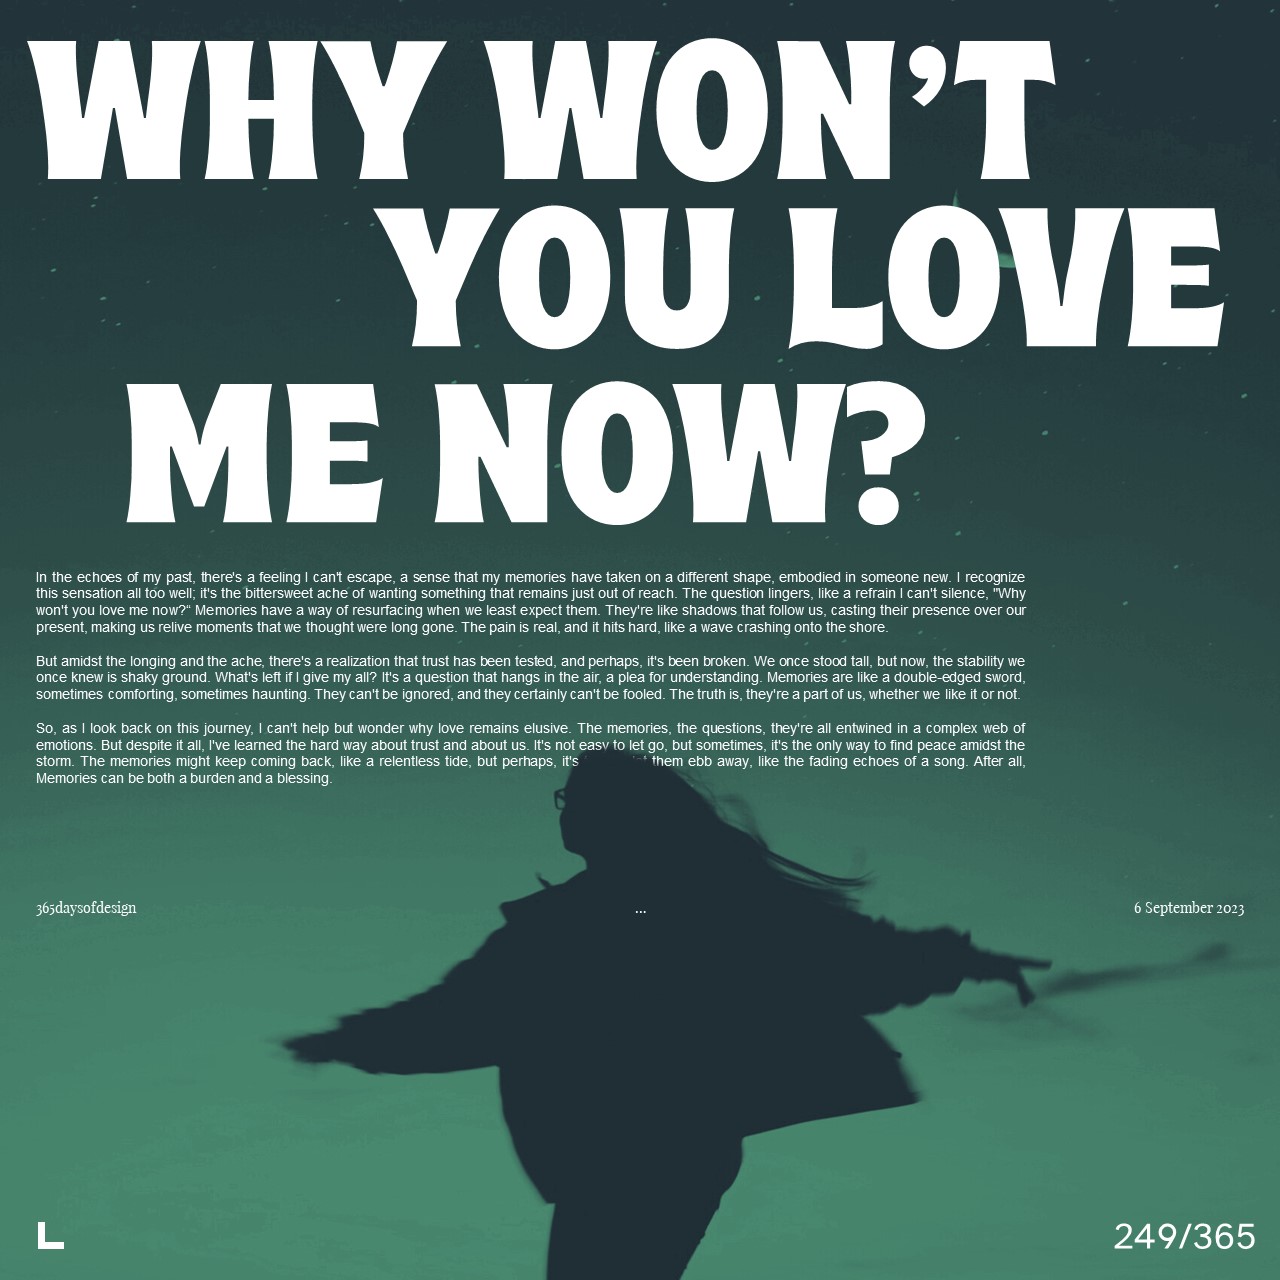 WHY WON’T
YOU LOVE
ME NOW?
In the echoes of my past, there's a feeling I can't escape, a sense that my memories have taken on a different shape, embodied in someone new. I recognize
this sensation all too well; it's the bittersweet ache of wanting something that remains just out of reach. The question lingers, like a refrain I can't silence, "Why
won't you love me now?“ Memories have a way of resurfacing when we least expect them. They're like shadows that follow us, casting their presence over our
present, making us relive moments that we thought were long gone. The pain is real, and it hits hard, like a wave crashing onto the shore.
But amidst the longing and the ache, there's a realization that trust has been tested, and perhaps, it's been broken. We once stood tall, but now, the stability we
once knew is shaky ground. What's left if I give my all? It's a question that hangs in the air, a plea for understanding. Memories are like a double-edged sword,
sometimes comforting, sometimes haunting. They can't be ignored, and they certainly can't be fooled. The truth is, they're a part of us, whether we like it or not.
So, as I look back on this journey, I can't help but wonder why love remains elusive. The memories, the questions, they're all entwined in a complex web of
emotions. But despite it all, I've learned the hard way about trust and about us. It's not easy to let go, but sometimes, it's the only way to find peace amidst the
storm. The memories might keep coming back, like a relentless tide, but perhaps, it's them ebb away, like the fading echoes of a song. After all,
Memories can be both a burden and a blessing.
365daysofdesign ... 6 September 2023
L 249/365